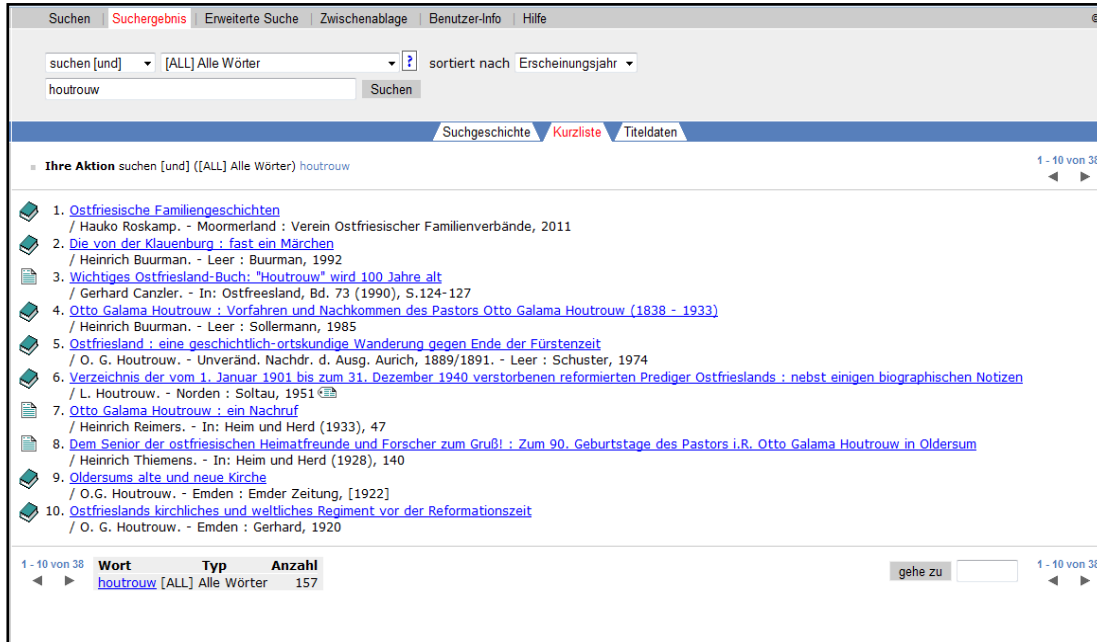 Suchen | Suchergebnis | Erweiterte Suche | Zwischenablage | Benutzer-Info | Hilfe
suchen [und] [ALL] Alle Wörter ? sortiert nach Erscheinungsjahr
houtrouw Suchen
Suchgeschichte Kurzliste Titeldaten
Ihre Aktion suchen [und] ([ALL] Alle Wörter) houtrouw
1 - 10 von 38
1. Ostfriesische Familiengeschichten
/ Hauko Roskamp. - Moormerland : Verein Ostfriesischer Familienverbände, 2011
2. Die von der Klauenburg : fast ein Märchen
/ Heinrich Buurman. - Leer : Buurman, 1992
3. Wichtiges Ostfriesland-Buch: "Houtrouw" wird 100 Jahre alt
/ Gerhard Canzler. - In: Ostfreesland, Bd. 73 (1990), S.124-127
4. Otto Galama Houtrouw : Vorfahren und Nachkommen des Pastors Otto Galama Houtrouw (1838 - 1933)
/ Heinrich Buurman. - Leer : Sollermann, 1985
5. Ostfriesland : eine geschichtlich-ortskundige Wanderung gegen Ende der Fürstenzeit
/ O. G. Houtrouw. - Unveränd. Nachdr. d. Ausg. Aurich, 1889/1891. - Leer : Schuster, 1974
6. Verzeichnis der vom 1. Januar 1901 bis zum 31. Dezember 1940 verstorbenen reformierten Prediger Ostfrieslands : nebst einigen biographischen Notizen
/ L. Houtrouw. - Norden : Soltau, 1951
7. Otto Galama Houtrouw : ein Nachruf
/ Heinrich Reimers. - In: Heim und Herd (1933), 47
8. Dem Senior der ostfriesischen Heimatfreunde und Forscher zum Gruß! : Zum 90. Geburtstage des Pastors i.R. Otto Galama Houtrouw in Oldersum
/ Heinrich Thiemens. - In: Heim und Herd (1928), 140
9. Oldersums alte und neue Kirche
/ O.G. Houtrouw. - Emden : Emder Zeitung, [1922]
10. Ostfrieslands kirchliches und weltliches Regiment vor der Reformationszeit
/ O. G. Houtrouw. - Emden : Gerhard, 1920
1 - 10 von 38 Wort Typ Anzahl
houtrouw [ALL] Alle Wörter 157
gehe zu
1 - 10 von 38